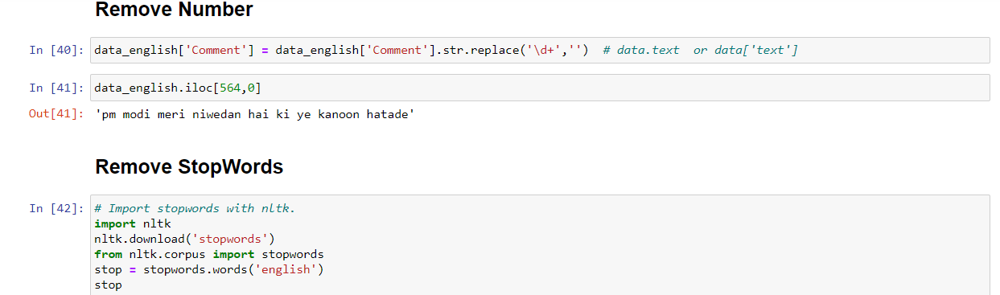 Remove Number
In [40]: data_english['Comment'] = data_english['Comment'].str.replace('\d+','')  # data.text  or data['text']
In [41]: data_english.iloc[564,0]
Out[41]: 'pm modi meri niwedan hai ki ye kanoon hatade'
Remove StopWords
In [42]: # Import stopwords with nltk.
import nltk
nltk.download('stopwords')
from nltk.corpus import stopwords
stop = stopwords.words('english')
stop